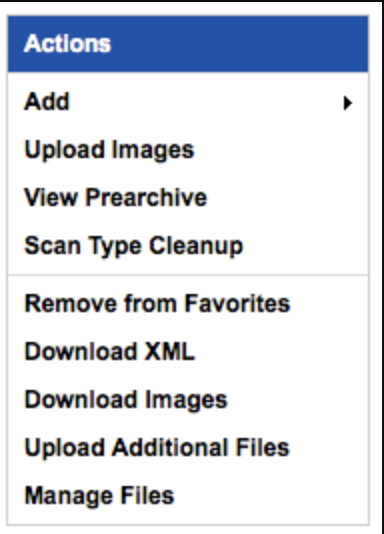 Actions
Add
Upload Images
View Prearchive
Scan Type Cleanup
Remove from Favorites
Download XML
Download Images
Upload Additional Files
Manage Files